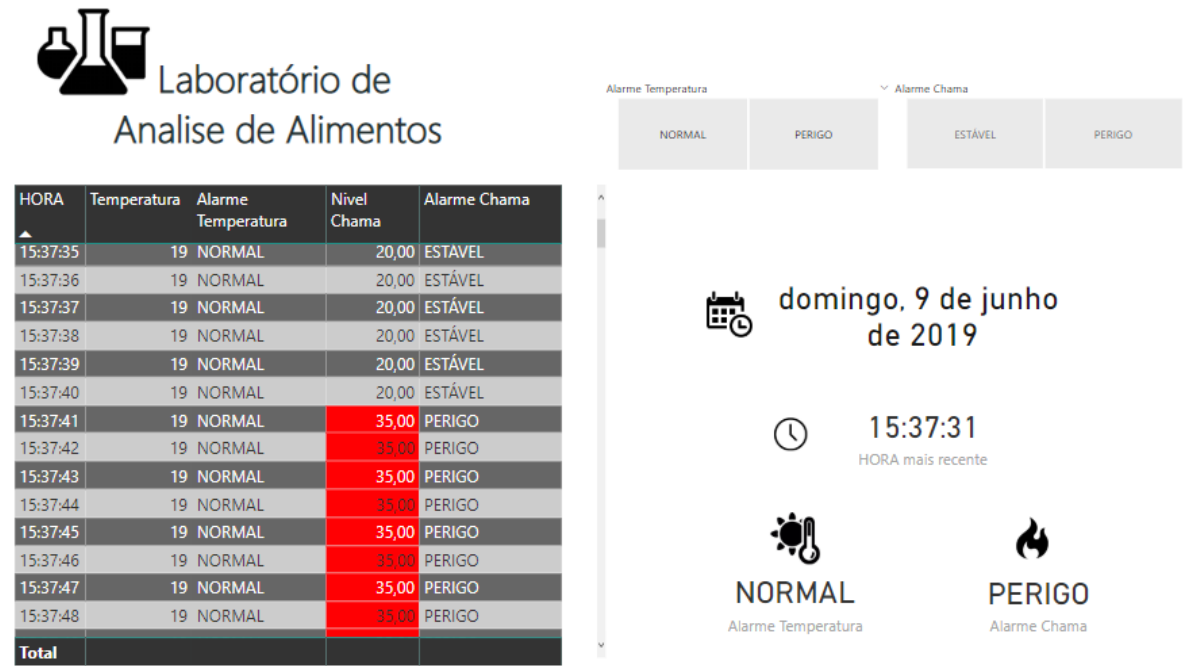 Laboratório de
Analise de Alimentos
Alarme Temperatura
Alarme Chama
NORMAL PERIGO
ESTÁVEL PERIGO
HORA Temperatura Alarme Temperatura Nivel Chama Alarme Chama
15:37:35 19 NORMAL 20,00 ESTAVEL
15:37:36 19 NORMAL 20,00 ESTÁVEL
15:37:37 19 NORMAL 20,00 ESTÁVEL
15:37:38 19 NORMAL 20,00 ESTÁVEL
15:37:39 19 NORMAL 20,00 ESTÁVEL
15:37:40 19 NORMAL 20,00 ESTÁVEL
15:37:41 19 NORMAL 35,00 PERIGO
15:37:42 19 NORMAL 35,00 PERIGO
15:37:43 19 NORMAL 35,00 PERIGO
15:37:44 19 NORMAL 35,00 PERIGO
15:37:45 19 NORMAL 35,00 PERIGO
15:37:46 19 NORMAL 35,00 PERIGO
15:37:47 19 NORMAL 35,00 PERIGO
15:37:48 19 NORMAL 35,00 PERIGO
Total
domingo, 9 de junho
de 2019
15:37:31
HORA mais recente
NORMAL
Alarme Temperatura
PERIGO
Alarme Chama